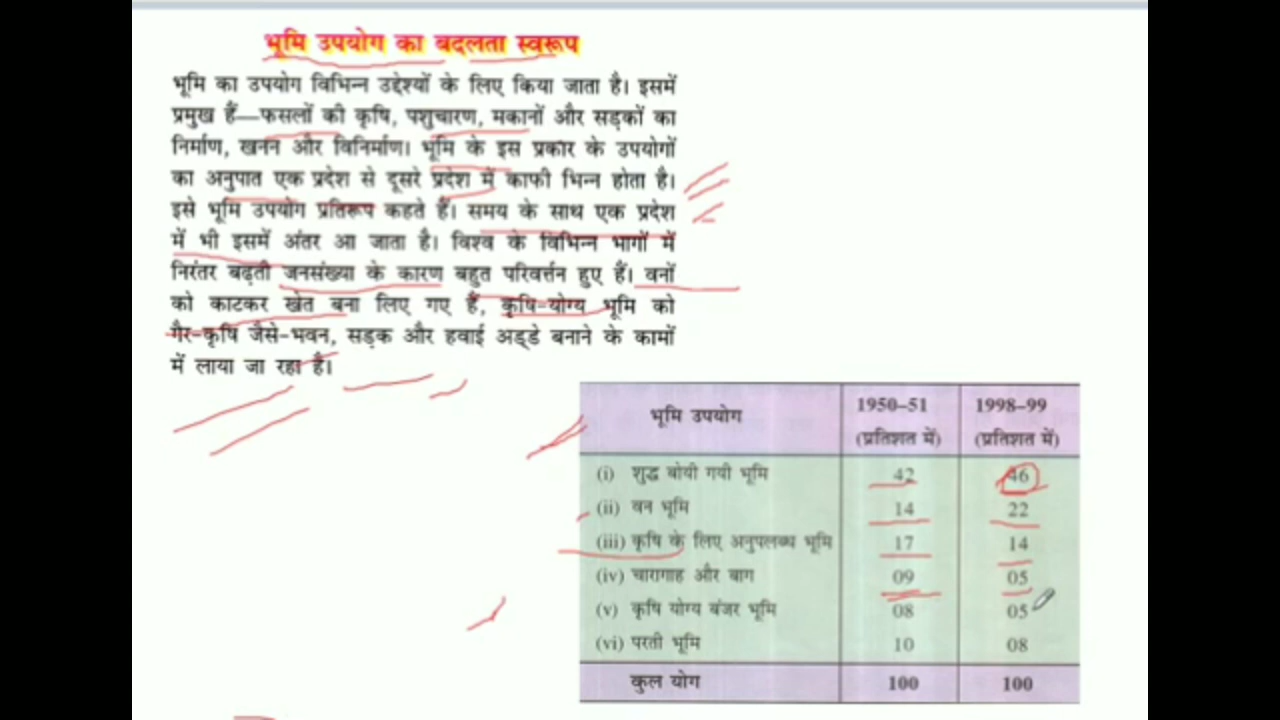 भूमि उपयोग का बदलता स्वरूप
भूमि का उपयोग विभिन्न उद्देश्यों के लिए किया जाता है। इसमें
प्रमुख हैं—फसलों की कृषि, पशुचारण, मकानों और सड़कों का
निर्माण, खनन और विनिर्माण। भूमि के इस प्रकार के उपयोगों
का अनुपात एक प्रदेश से दूसरे प्रदेश में काफी भिन्न होता है।
इसे भूमि उपयोग प्रतिरूप कहते हैं। समय के साथ एक प्रदेश
में भी इसमें अंतर आ जाता है। विश्व के विभिन्न भागों में
निरंतर बढ़ती जनसंख्या के कारण बहुत परिवर्त्तन हुए हैं। वनों
को काटकर खेत बना लिए गए हैं, कृषि-योग्य भूमि को
गैर-कृषि जैसे-भवन, सड़क और हवाई अड्डे बनाने के कामों
में लाया जा रहा है।
भूमि उपयोग 1950–51 (प्रतिशत में) 1998–99 (प्रतिशत में)
(i) शुद्ध बोयी गयी भूमि 42 46
(ii) वन भूमि 14 22
(iii) कृषि के लिए अनुपलब्ध भूमि 17 14
(iv) चारागाह और बाग 09 05
(v) कृषि योग्य बंजर भूमि 08 05
(vi) परती भूमि 10 08
कुल योग 100 100